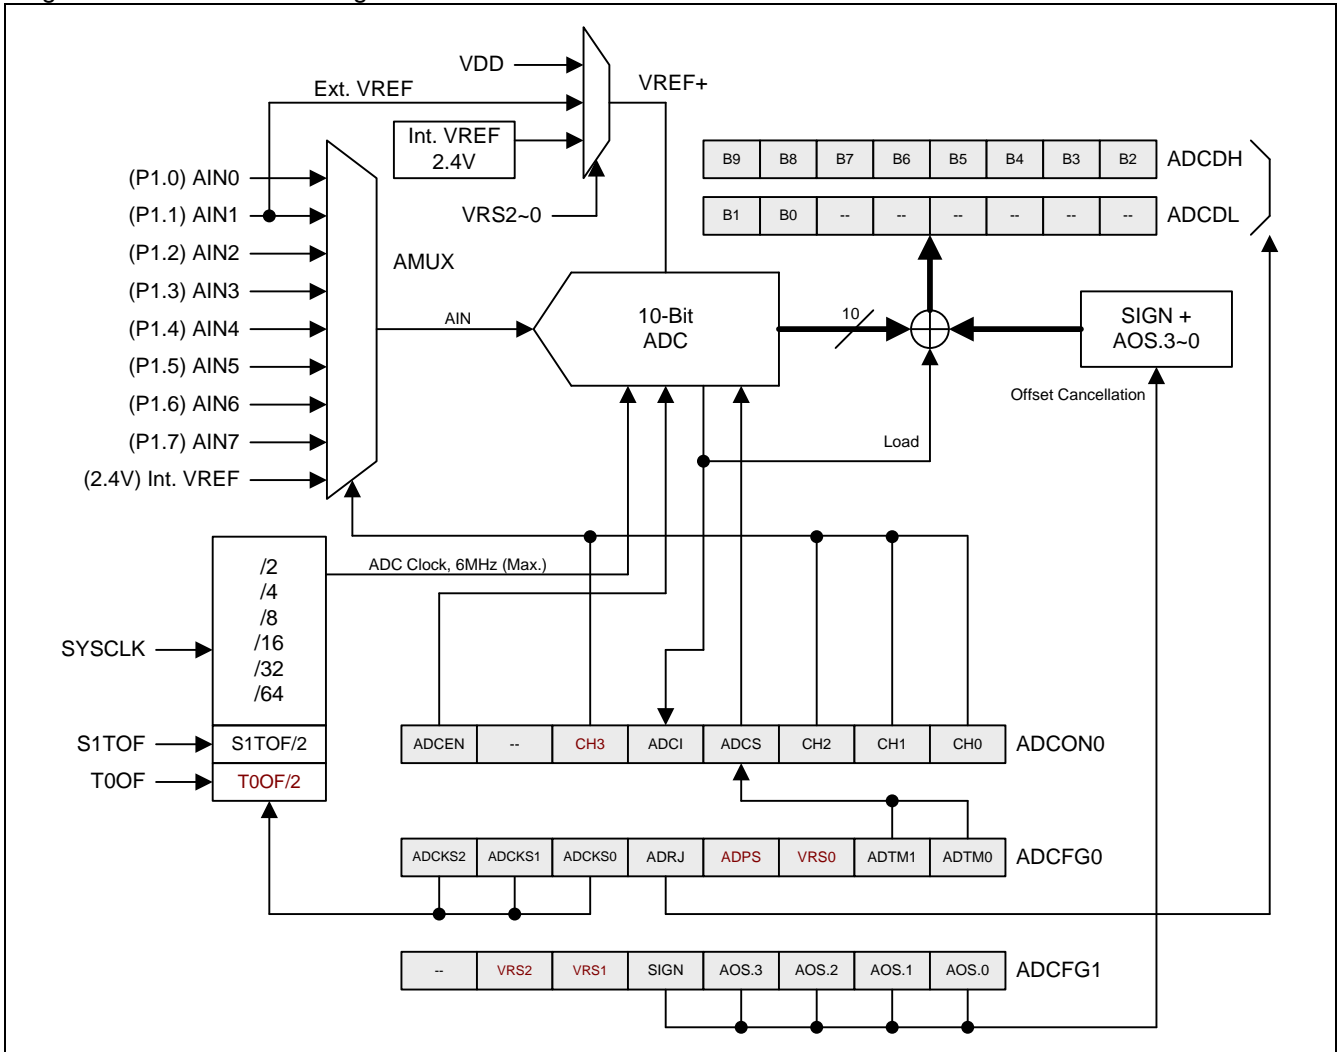 VDD
VREF+
Ext. VREF
Int. VREF
2.4V
VRS2~0
B9 B8 B7 B6 B5 B4 B3 B2 ADCDH
B1 B0 -- -- -- -- -- -- ADCDL
(P1.0) AIN0
(P1.1) AIN1
(P1.2) AIN2
(P1.3) AIN3
(P1.4) AIN4
(P1.5) AIN5
(P1.6) AIN6
(P1.7) AIN7
(2.4V) Int. VREF
AMUX
AIN
10-Bit
ADC
10
SIGN +
AOS.3~0
Offset Cancellation
Load
/2
/4
/8
/16
/32
/64
ADC Clock, 6MHz (Max.)
SYSCLK
S1TOF
S1TOF/2
T0OF
T0OF/2
ADCEN -- CH3 ADCI ADCS CH2 CH1 CH0 ADCON0
ADCKS2 ADCKS1 ADCKS0 ADRJ ADPS VRS0 ADTM1 ADTM0 ADCFG0
-- VRS2 VRS1 SIGN AOS.3 AOS.2 AOS.1 AOS.0 ADCFG1